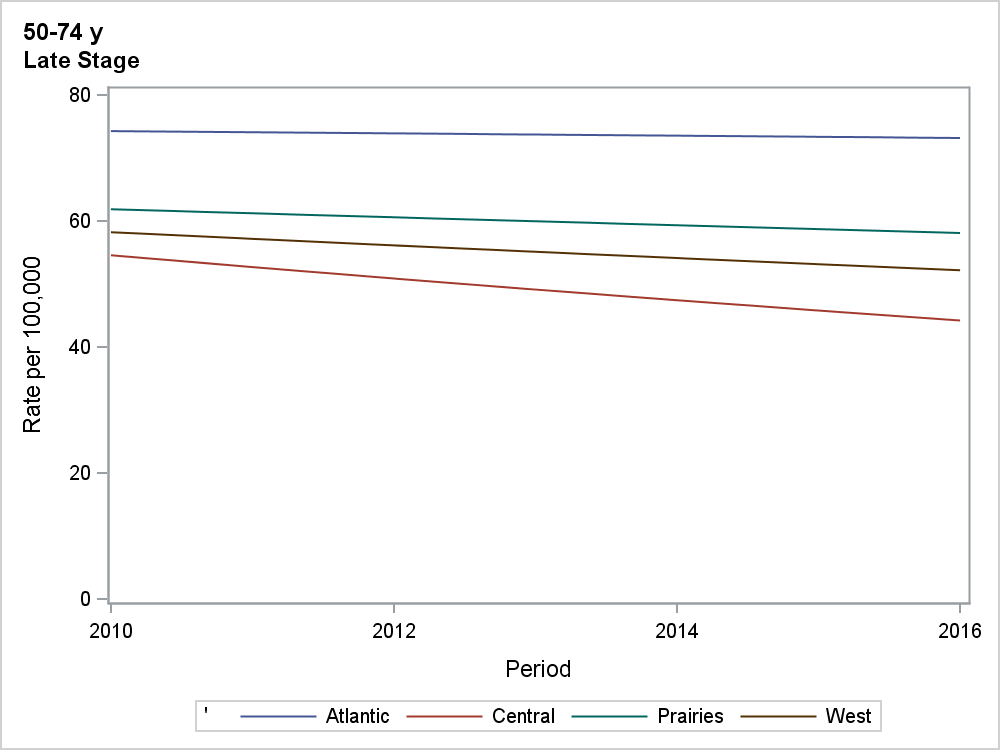 50-74 y
Late Stage
80
60
40
20
0
Rate per 100,000
2010 2012 2014 2016
Period
' Atlantic Central Prairies West